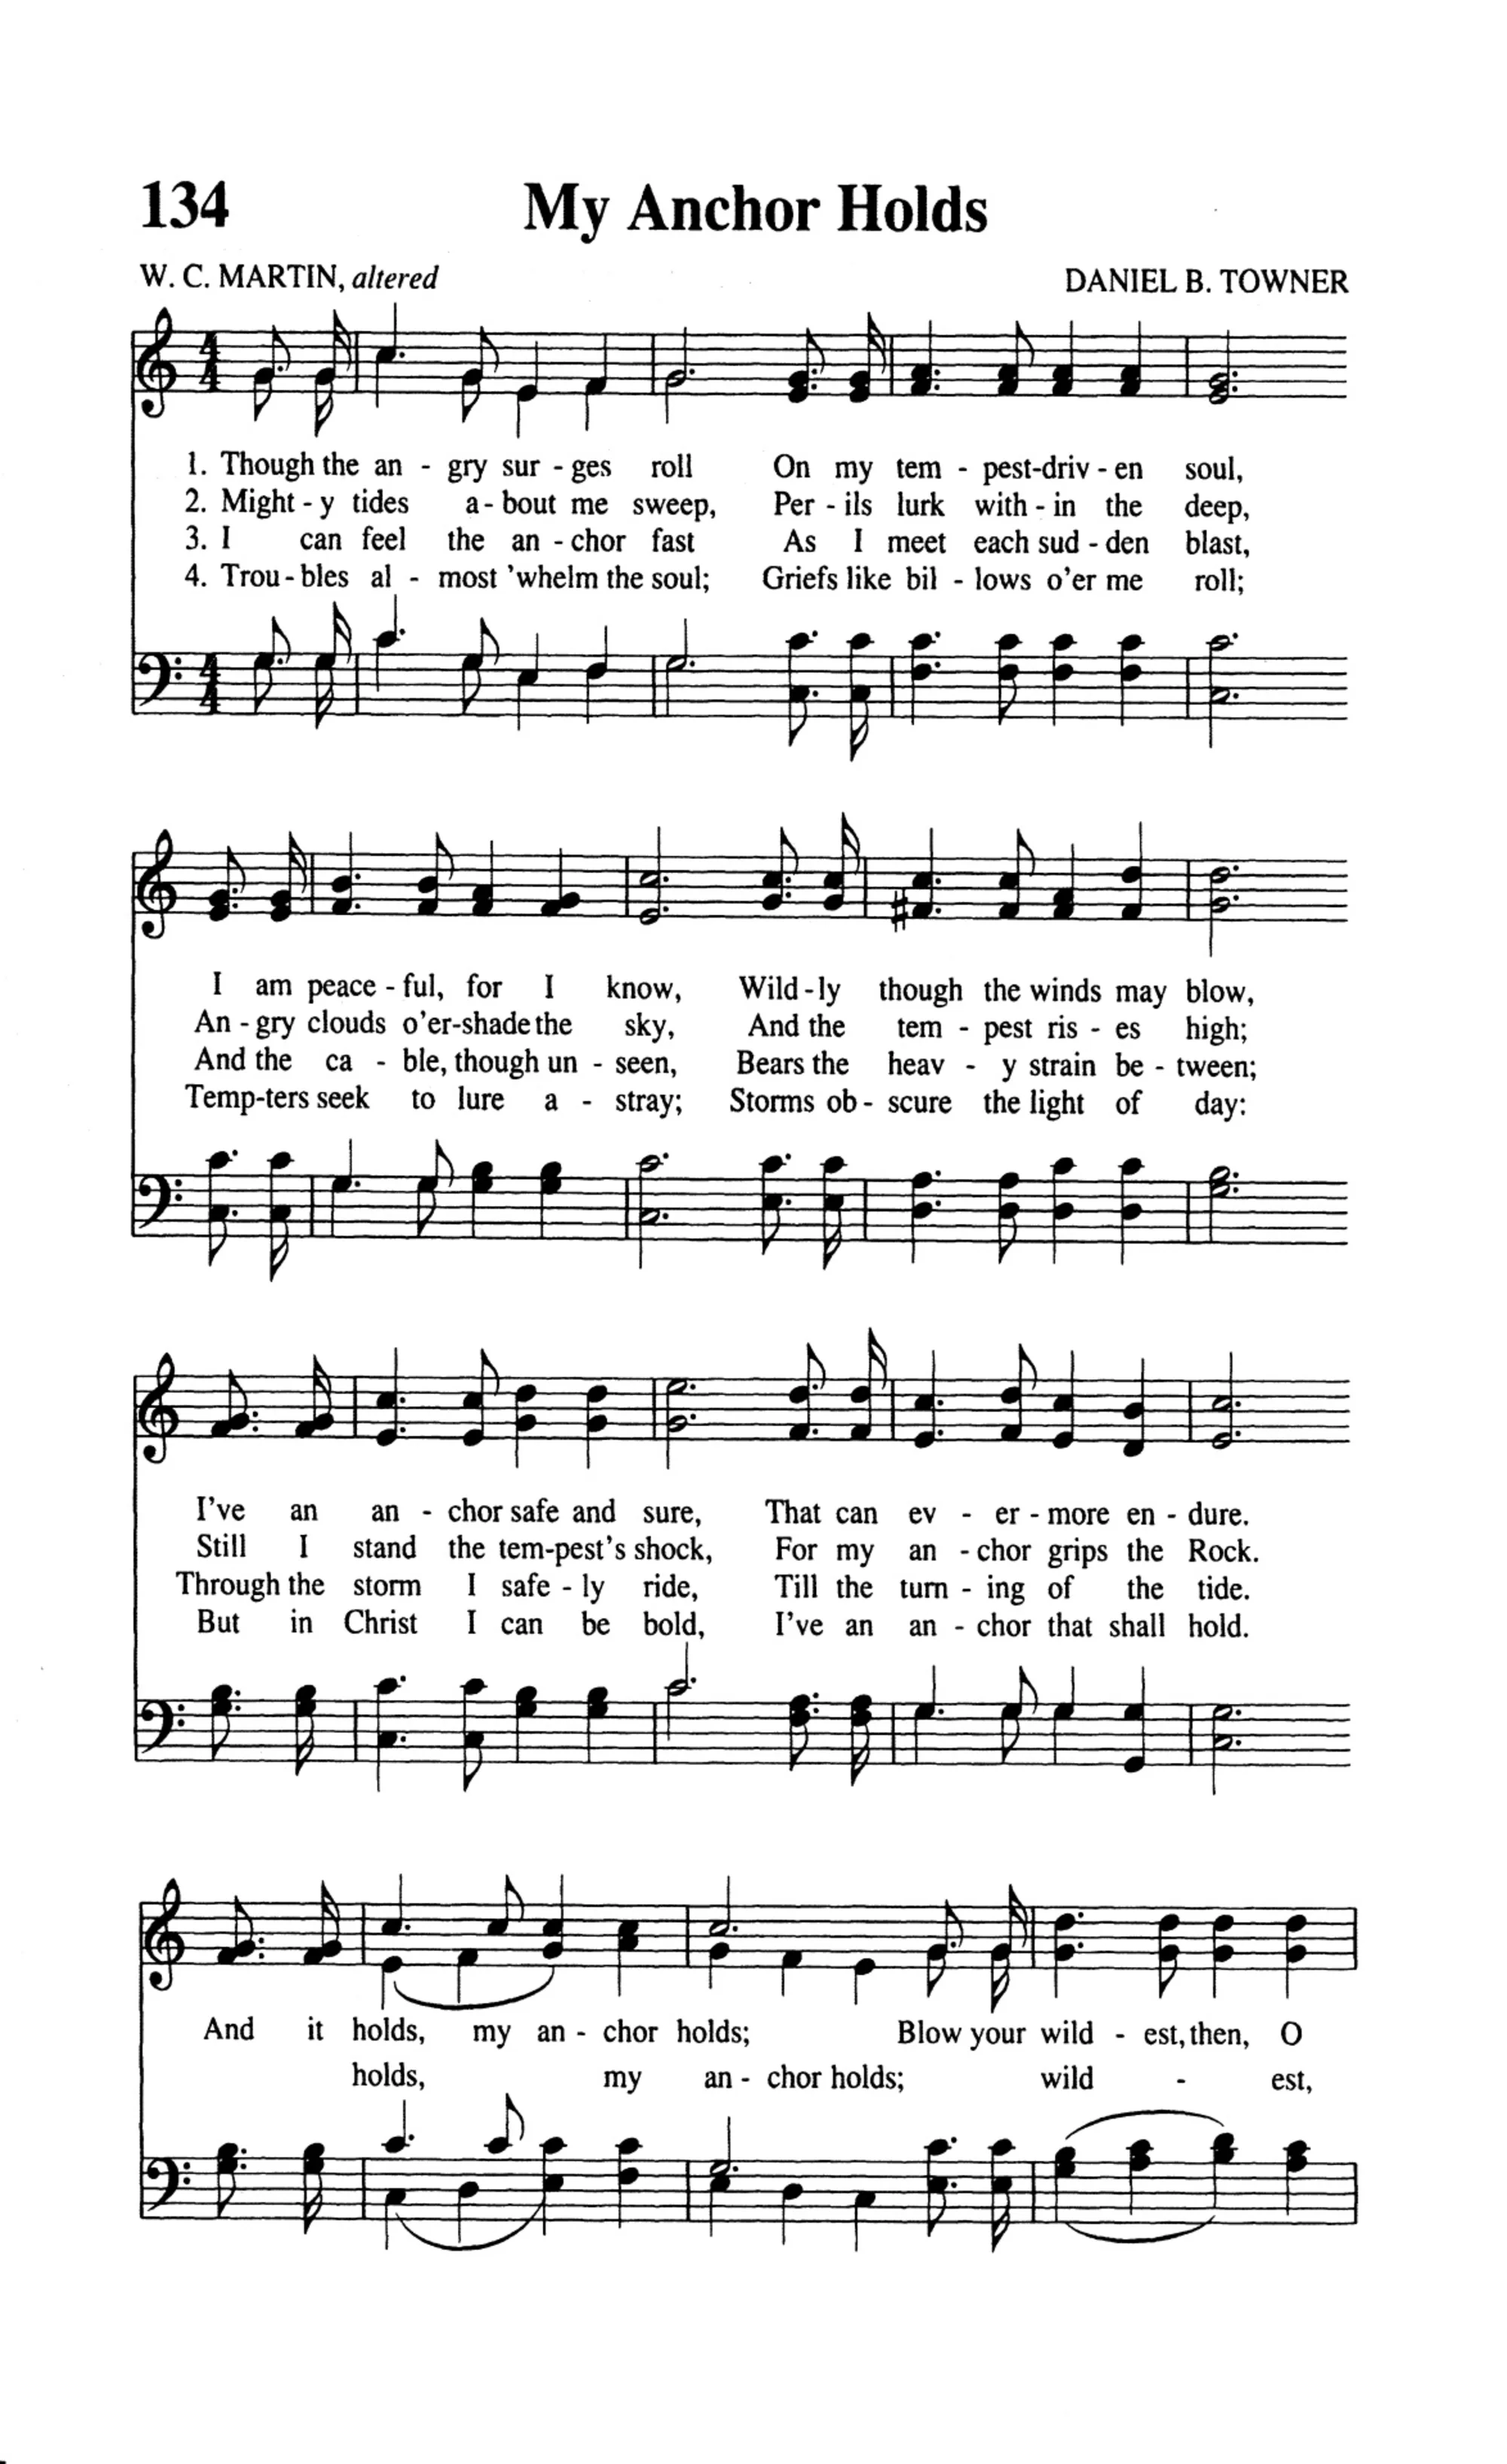 134
My Anchor Holds
W. C. MARTIN, altered
DANIEL B. TOWNER
4 4
1. Though the an - gry sur - ges roll On my tem - pest-driv - en soul,
2. Might - y tides a - bout me sweep, Per - ils lurk with - in the deep,
3. I can feel the an - chor fast As I meet each sud - den blast,
4. Trou - bles al - most 'whelm the soul; Griefs like bil - lows o'er me roll;
4 4
I am peace - ful, for I know, Wild - ly though the winds may blow,
An - gry clouds o'er-shade the sky, And the tem - pest ris - es high;
And the ca - ble, though un - seen, Bears the heav - y strain be - tween;
Temp-ters seek to lure a - stray; Storms ob - scure the light of day:
I've an an - chor safe and sure, That can ev - er - more en - dure.
Still I stand the tem-pest's shock, For my an - chor grips the Rock.
Through the storm I safe - ly ride, Till the turn - ing of the tide.
But in Christ I can be bold, I've an an - chor that shall hold.
And it holds, my an - chor holds; Blow your wild - est, then, O
holds, my an - chor holds; wild - est,